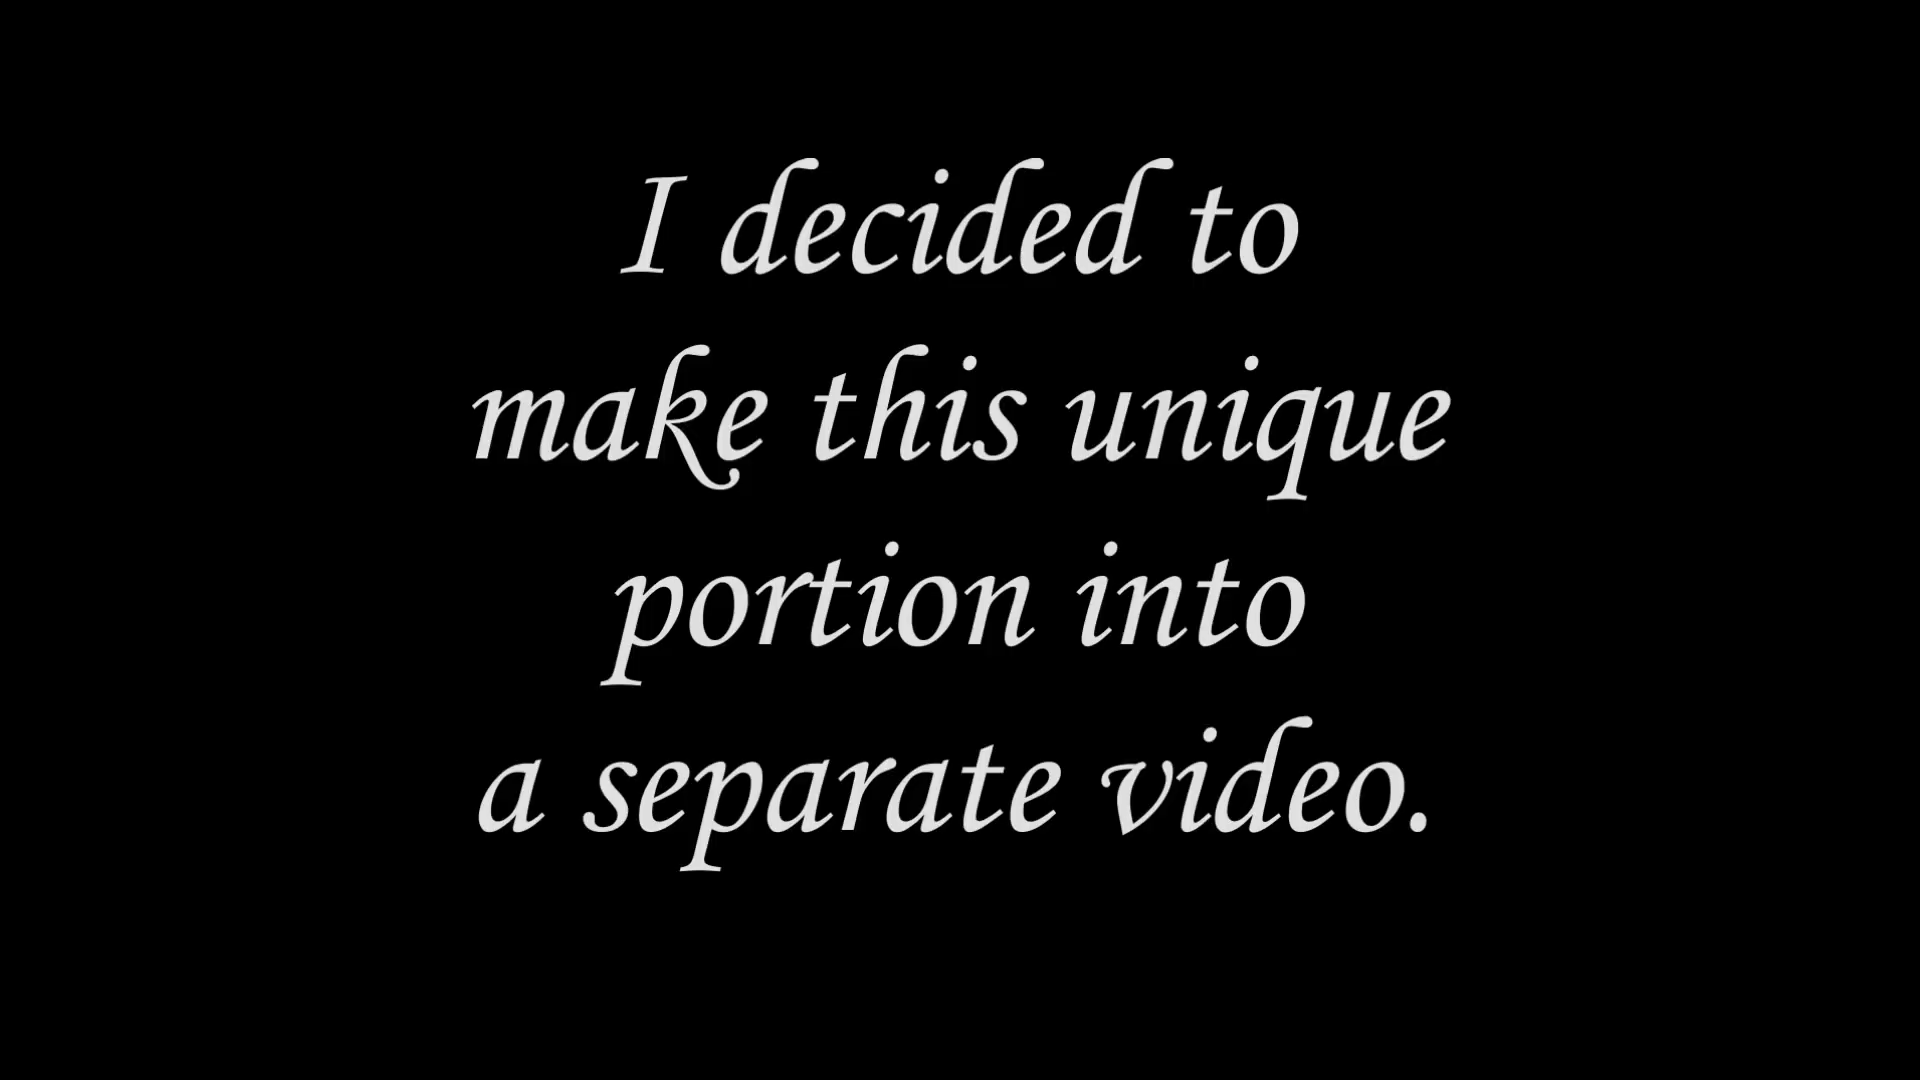 I decided to
make this unique
portion into
a separate video.